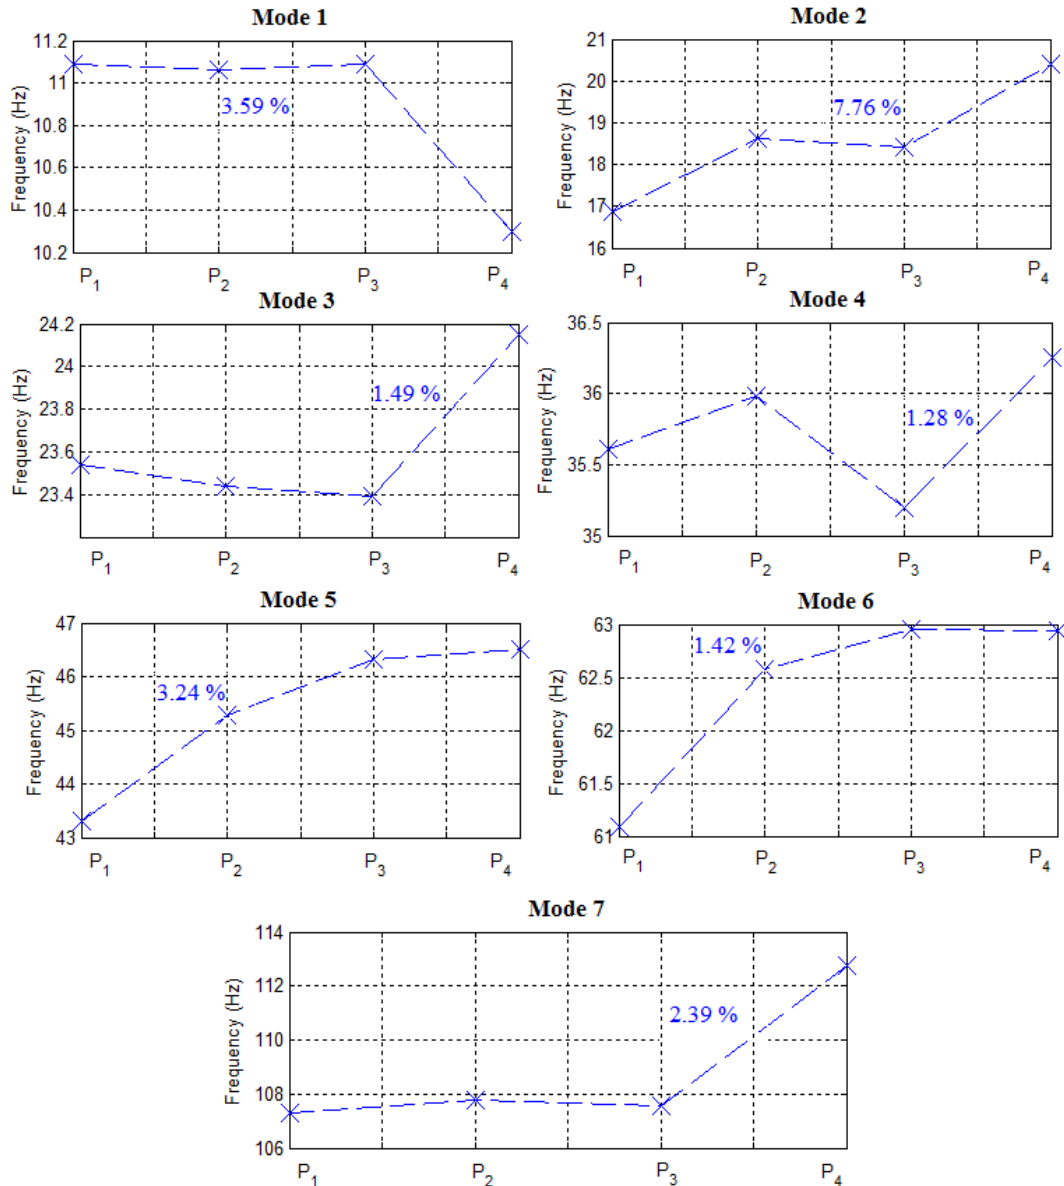 Mode 1
Frequency (Hz)
11.2
11
10.8
10.6
10.4
10.2
3.59 %
P1 P2 P3 P4
Mode 2
Frequency (Hz)
21
20
19
18
17
16
7.76 %
P1 P2 P3 P4
Mode 3
Frequency (Hz)
24.2
24
23.8
23.6
23.4
1.49 %
P1 P2 P3 P4
Mode 4
Frequency (Hz)
36.5
36
35.5
35
1.28 %
P1 P2 P3 P4
Mode 5
Frequency (Hz)
47
46
45
44
43
3.24 %
P1 P2 P3 P4
Mode 6
Frequency (Hz)
63
62.5
62
61.5
61
1.42 %
P1 P2 P3 P4
Mode 7
Frequency (Hz)
114
112
110
108
106
2.39 %
P1 P2 P3 P4